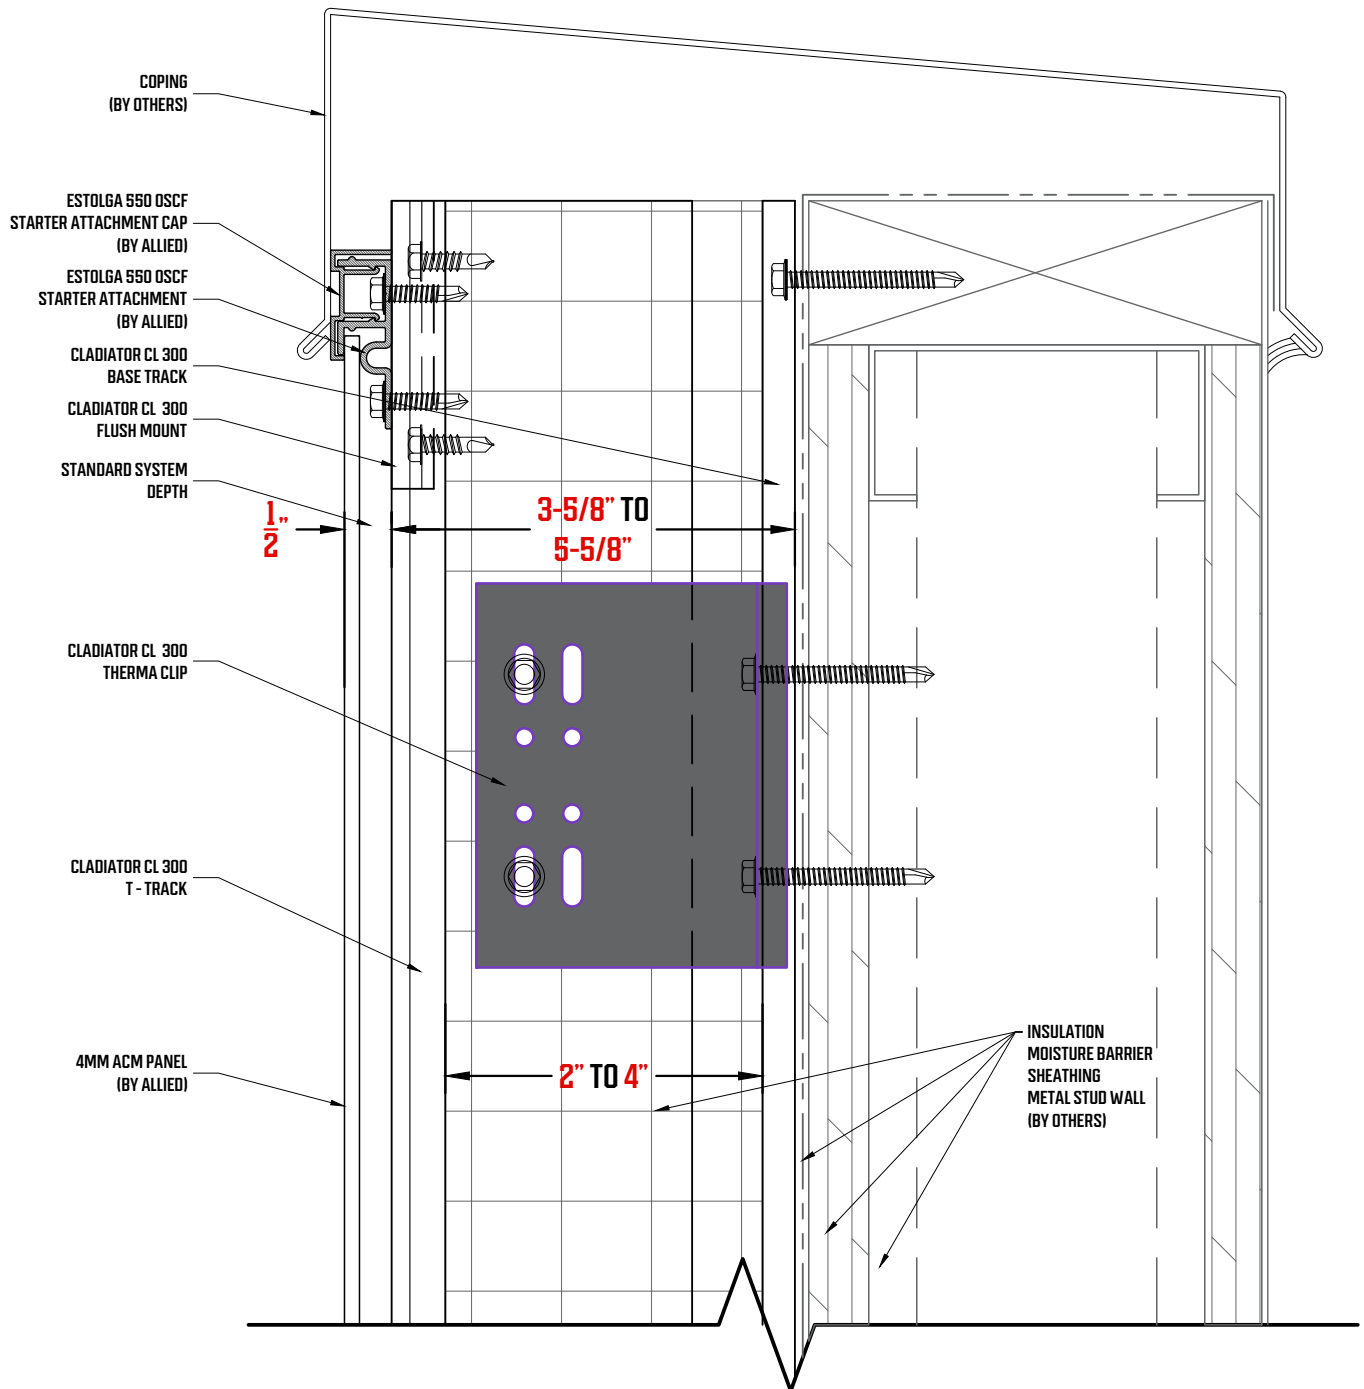 COPING
(BY OTHERS)
ESTOLGA 550 OSCF
STARTER ATTACHMENT CAP
(BY ALLIED)
ESTOLGA 550 OSCF
STARTER ATTACHMENT
(BY ALLIED)
CLADIATOR CL 300
BASE TRACK
CLADIATOR CL 300
FLUSH MOUNT
STANDARD SYSTEM
DEPTH
1/2"
3-5/8" TO
5-5/8"
CLADIATOR CL 300
THERMA CLIP
CLADIATOR CL 300
T - TRACK
4MM ACM PANEL
(BY ALLIED)
2" TO 4"
INSULATION
MOISTURE BARRIER
SHEATHING
METAL STUD WALL
(BY OTHERS)